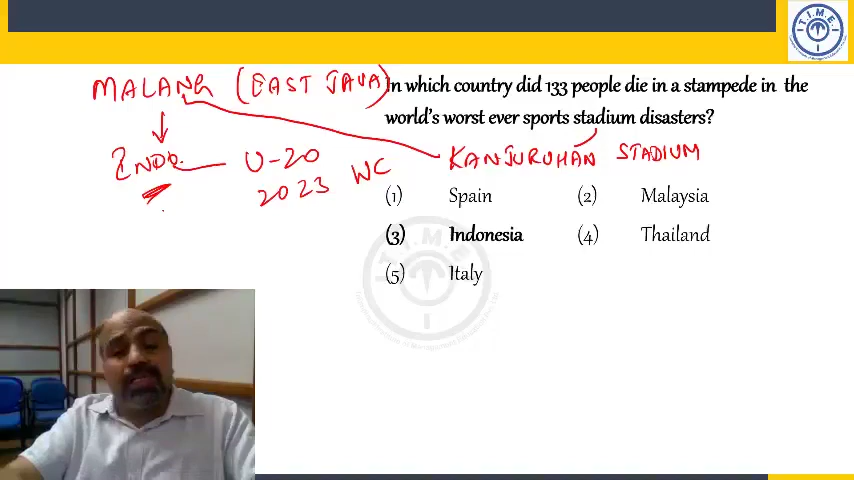 T.I.M.E.
MALANG (EAST JAVA)
In which country did 133 people die in a stampede in the
world's worst ever sports stadium disasters?
INDO. U-20
2023 WC
KANJURUHAN STADIUM
(1) Spain (2) Malaysia
(3) Indonesia (4) Thailand
(5) Italy
T.I.M.E.